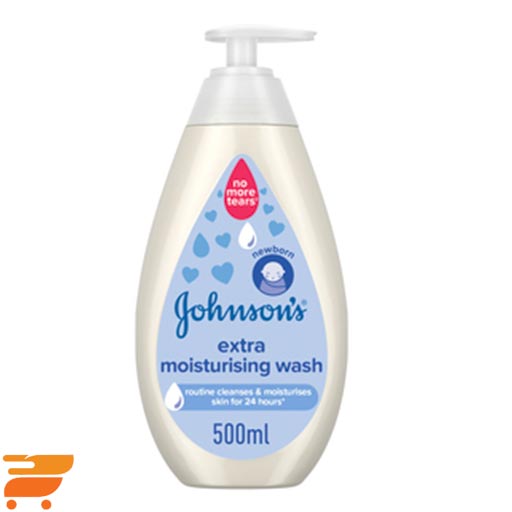 no
more
tears®
newborn
Johnson's®
extra
moisturising wash
routine cleanses & moisturises
skin for 24 hours*
500ml